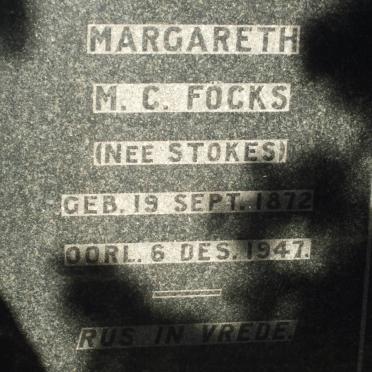 MARGARETH
M. C. FOCKS
(NEE STOKES)
GEB. 19 SEPT. 1872
OORL. 6 DES. 1947.
RUS IN VREDE.